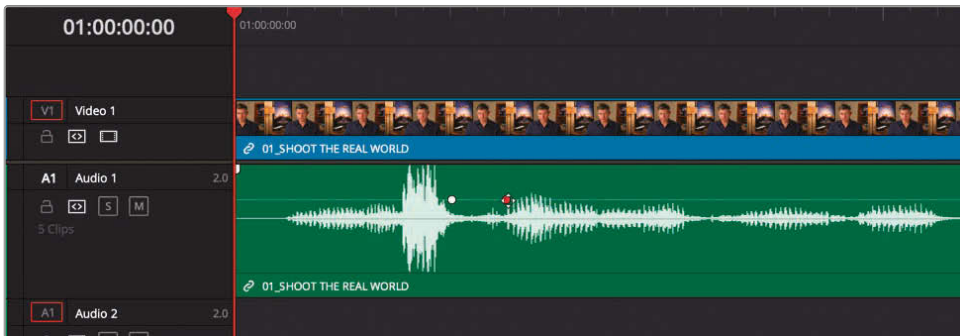 01:00:00:00
01:00:00:00
V1 Video 1
01_SHOOT THE REAL WORLD
A1 Audio 1 2.0
S M
5 Clips
01_SHOOT THE REAL WORLD
A1 Audio 2 2.0